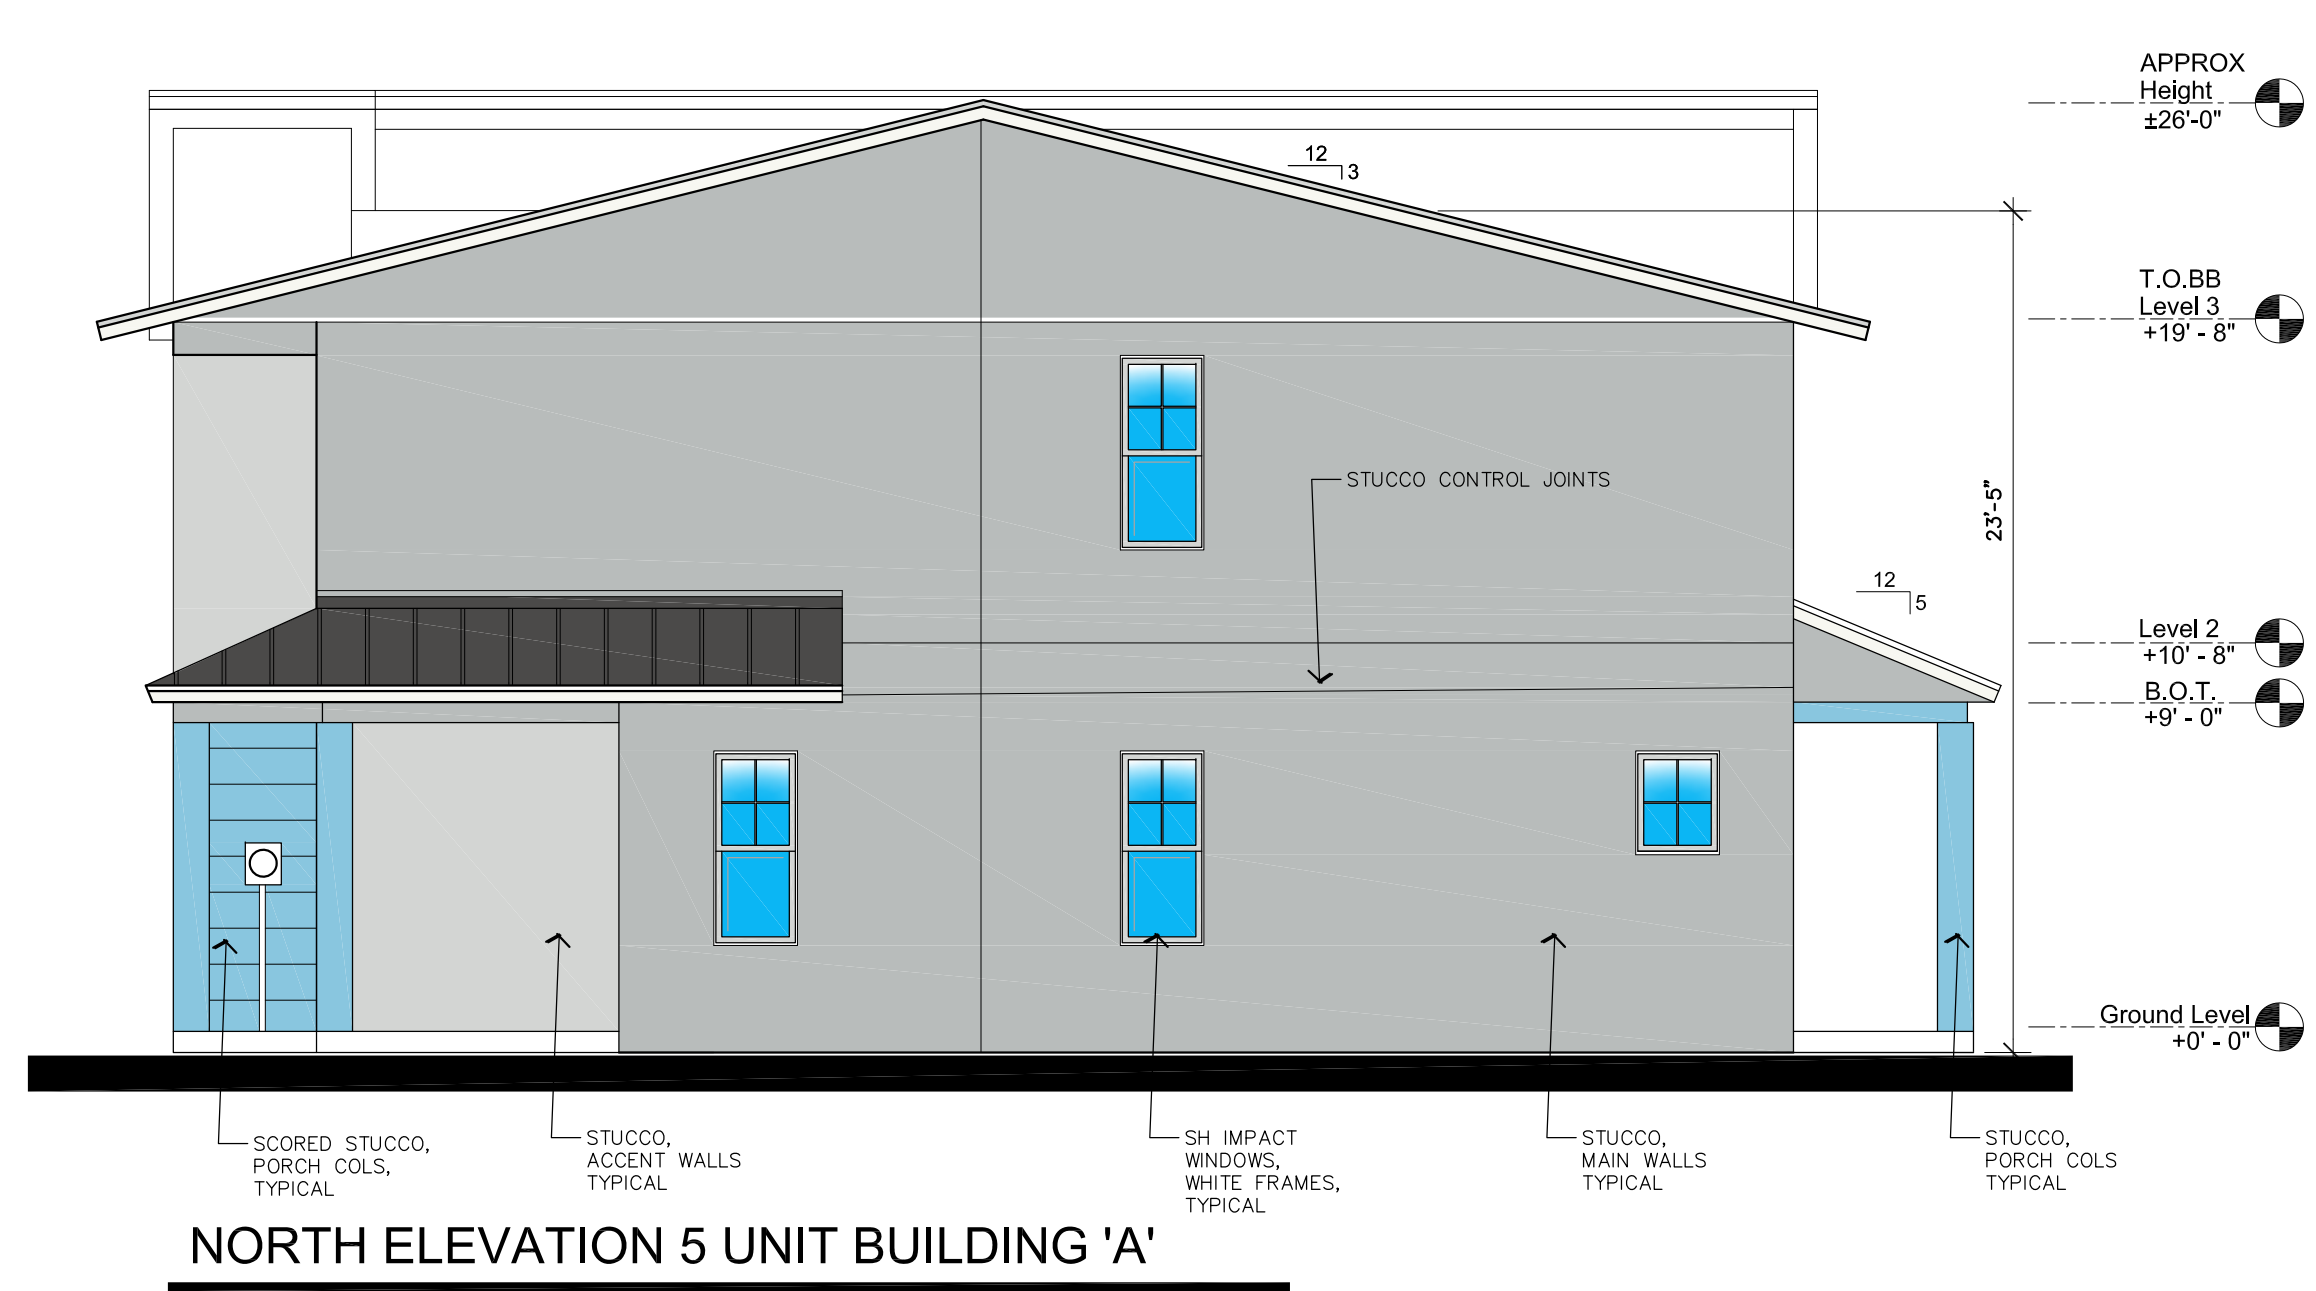 APPROX
Height
±26'-0"
12
3
T.O.BB
Level 3
+19' - 8"
STUCCO CONTROL JOINTS
23'-5"
12
5
Level 2
+10' - 8"
B.O.T.
+9' - 0"
Ground Level
+0' - 0"
SCORED STUCCO,
PORCH COLS,
TYPICAL
STUCCO,
ACCENT WALLS
TYPICAL
SH IMPACT
WINDOWS,
WHITE FRAMES,
TYPICAL
STUCCO,
MAIN WALLS
TYPICAL
STUCCO,
PORCH COLS
TYPICAL
NORTH ELEVATION 5 UNIT BUILDING 'A'